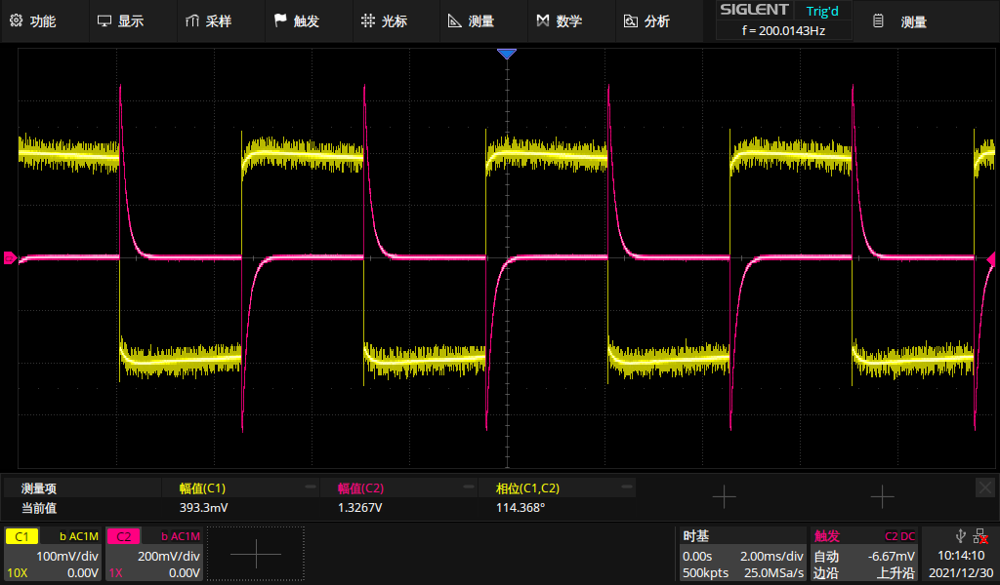 功能 显示 采样 触发 光标 测量 数学 分析 SIGLENT Trig'd 测量
f = 200.0143Hz
测量项 幅值(C1) 幅值(C2) 相位(C1,C2)
当前值 393.3mV 1.3267V 114.368°
C1 b AC1M C2 b AC1M 时基 触发 C2 DC
100mV/div 200mV/div 0.00s 2.00ms/div 自动 -6.67mV 10:14:10
10X 0.00V 1X 0.00V 500kpts 25.0MSa/s 边沿 上升沿 2021/12/30